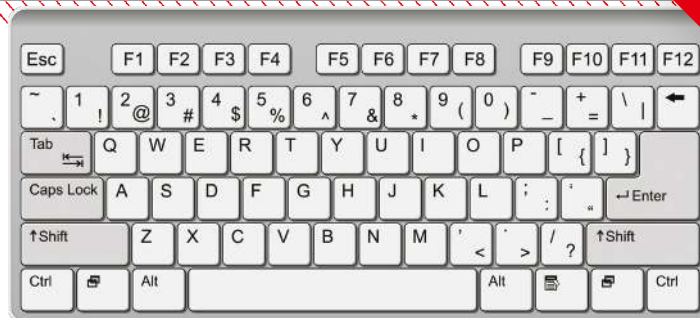 Esc F1 F2 F3 F4 F5 F6 F7 F8 F9 F10 F11 F12
~ ` 1 ! 2 @ 3 # 4 $ 5 % 6 ^ 7 & 8 * 9 ( 0 ) - _ + = \ |
Tab Q W E R T Y U I O P [ { ] }
Caps Lock A S D F G H J K L ; : ' “ Enter
Shift Z X C V B N M , < . > / ? Shift
Ctrl Alt Alt Ctrl